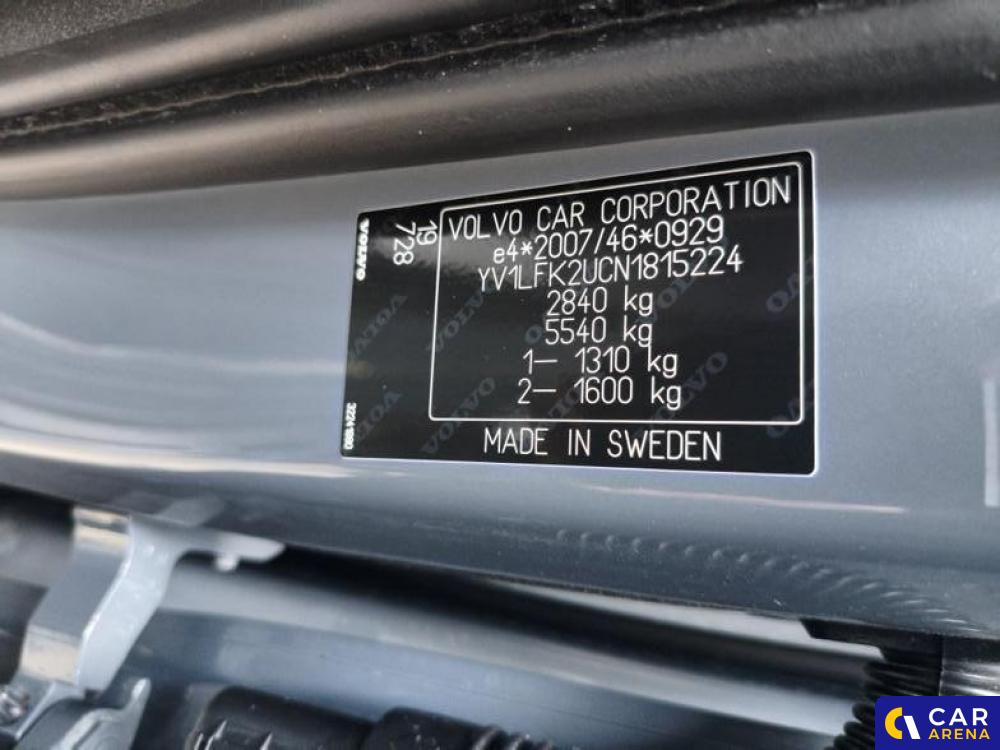 VOLVO
19
728
VOLVO CAR CORPORATION
e4*2007/46*0929
YV1LFK2UCN1815224
2840 kg
5540 kg
1- 1310 kg
2- 1600 kg
MADE IN SWEDEN
CAR
ARENA